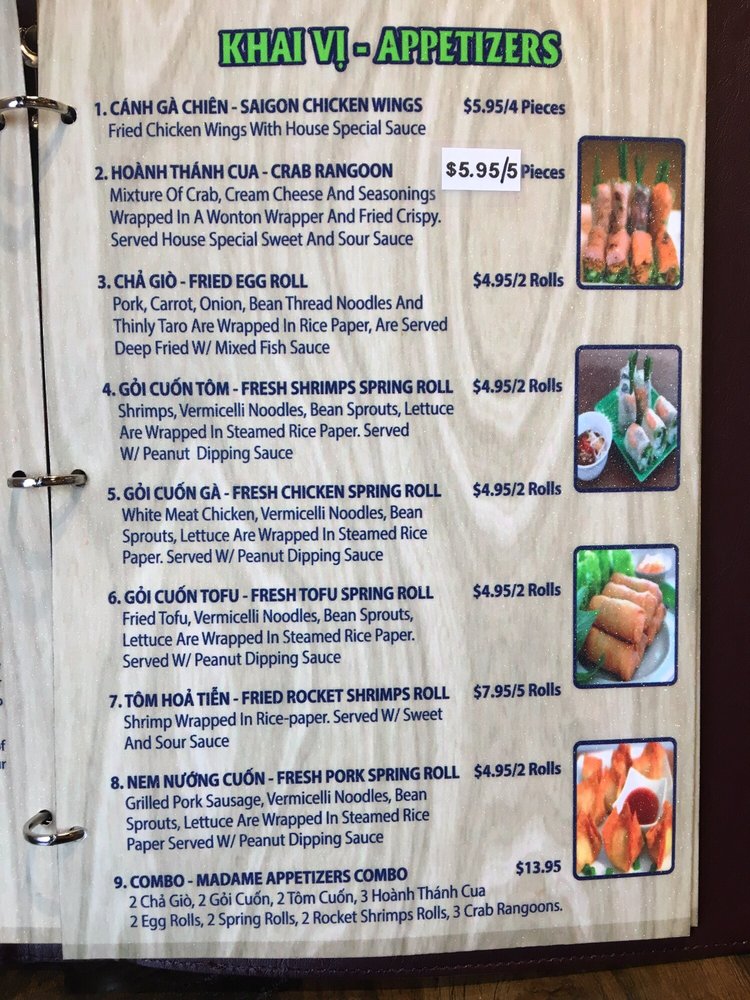 KHAI VỊ - APPETIZERS
1. CÁNH GÀ CHIÊN - SAIGON CHICKEN WINGS $5.95/4 Pieces
Fried Chicken Wings With House Special Sauce
2. HOÀNH THÁNH CUA - CRAB RANGOON $5.95/5 Pieces
Mixture Of Crab, Cream Cheese And Seasonings
Wrapped In A Wonton Wrapper And Fried Crispy.
Served House Special Sweet And Sour Sauce
3. CHẢ GIÒ - FRIED EGG ROLL $4.95/2 Rolls
Pork, Carrot, Onion, Bean Thread Noodles And
Thinly Taro Are Wrapped In Rice Paper, Are Served
Deep Fried W/ Mixed Fish Sauce
4. GỎI CUỐN TÔM - FRESH SHRIMPS SPRING ROLL $4.95/2 Rolls
Shrimps, Vermicelli Noodles, Bean Sprouts, Lettuce
Are Wrapped In Steamed Rice Paper. Served
W/ Peanut Dipping Sauce
5. GỎI CUỐN GÀ - FRESH CHICKEN SPRING ROLL $4.95/2 Rolls
White Meat Chicken, Vermicelli Noodles, Bean
Sprouts, Lettuce Are Wrapped In Steamed Rice
Paper. Served W/ Peanut Dipping Sauce
6. GỎI CUỐN TOFU - FRESH TOFU SPRING ROLL $4.95/2 Rolls
Fried Tofu, Vermicelli Noodles, Bean Sprouts,
Lettuce Are Wrapped In Steamed Rice Paper.
Served W/ Peanut Dipping Sauce
7. TÔM HOẢ TIỄN - FRIED ROCKET SHRIMPS ROLL $7.95/5 Rolls
Shrimp Wrapped In Rice-paper. Served W/ Sweet
And Sour Sauce
8. NEM NƯỚNG CUỐN - FRESH PORK SPRING ROLL $4.95/2 Rolls
Grilled Pork Sausage, Vermicelli Noodles, Bean
Sprouts, Lettuce Are Wrapped In Steamed Rice
Paper Served W/ Peanut Dipping Sauce
9. COMBO - MADAME APPETIZERS COMBO $13.95
2 Chả Giò, 2 Gỏi Cuốn, 2 Tôm Cuốn, 3 Hoành Thánh Cua
2 Egg Rolls, 2 Spring Rolls, 2 Rocket Shrimps Rolls, 3 Crab Rangoons.